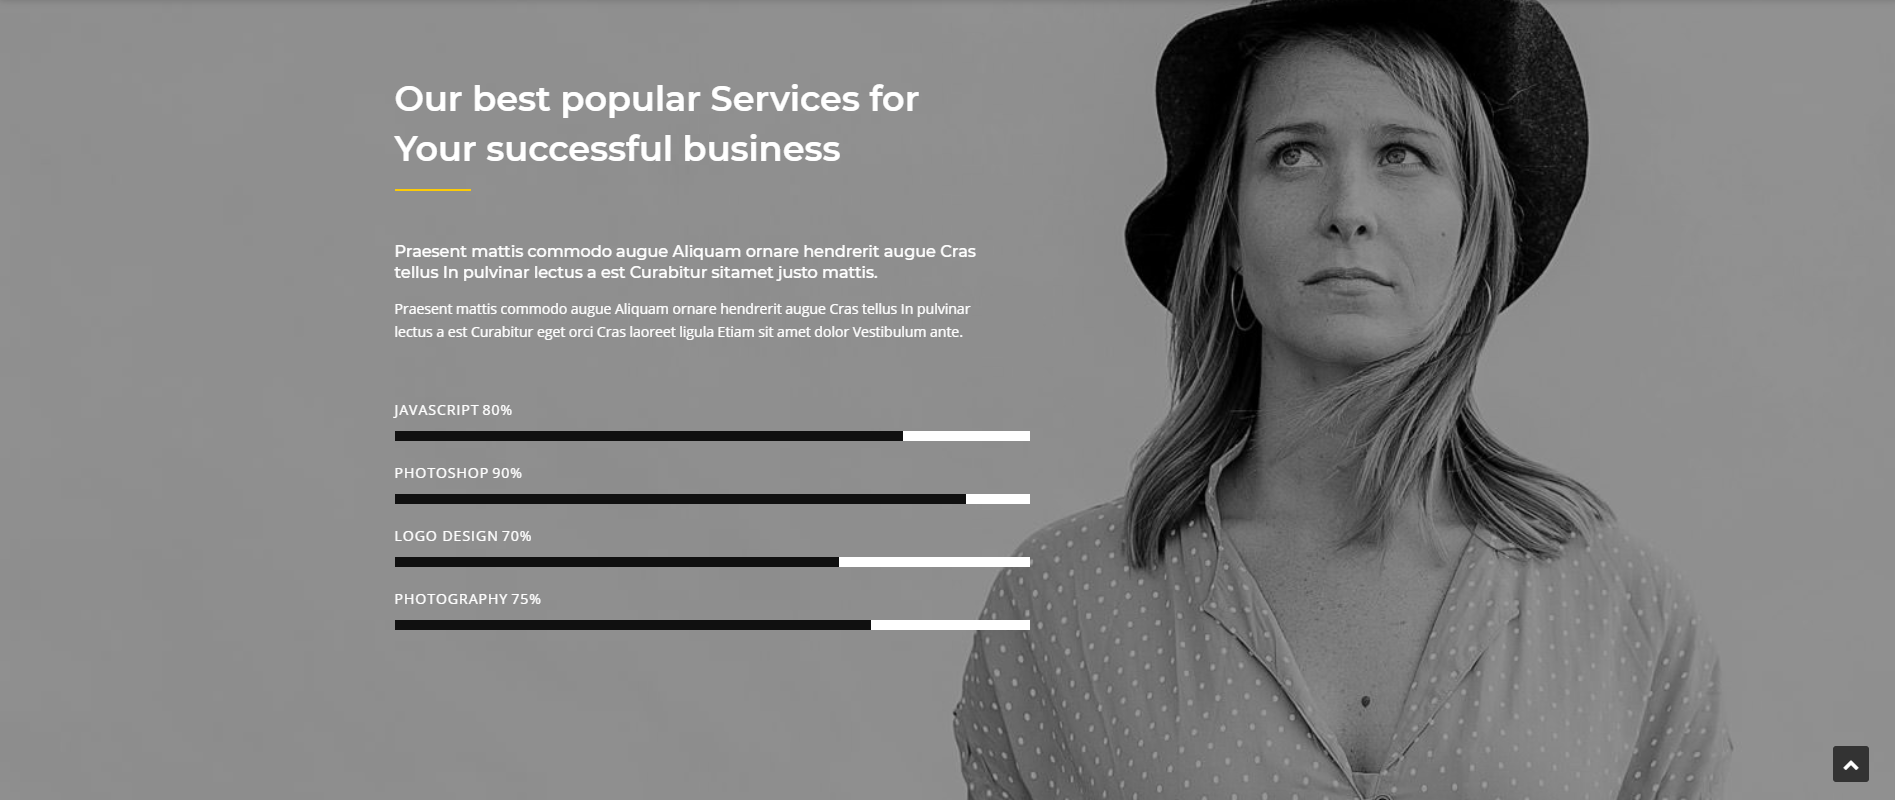 Our best popular Services for
Your successful business
Praesent mattis commodo augue Aliquam ornare hendrerit augue Cras
tellus In pulvinar lectus a est Curabitur sitamet justo mattis.
Praesent mattis commodo augue Aliquam ornare hendrerit augue Cras tellus In pulvinar
lectus a est Curabitur eget orci Cras laoreet ligula Etiam sit amet dolor Vestibulum ante.
JAVASCRIPT 80%
PHOTOSHOP 90%
LOGO DESIGN 70%
PHOTOGRAPHY 75%